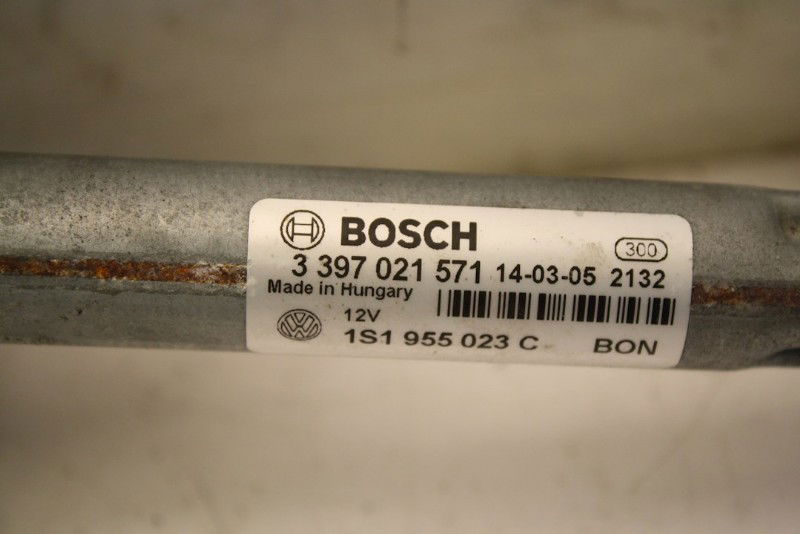 BOSCH
300
3 397 021 571 14-03-05 2132
Made in Hungary
12V
1S1 955 023 C BON